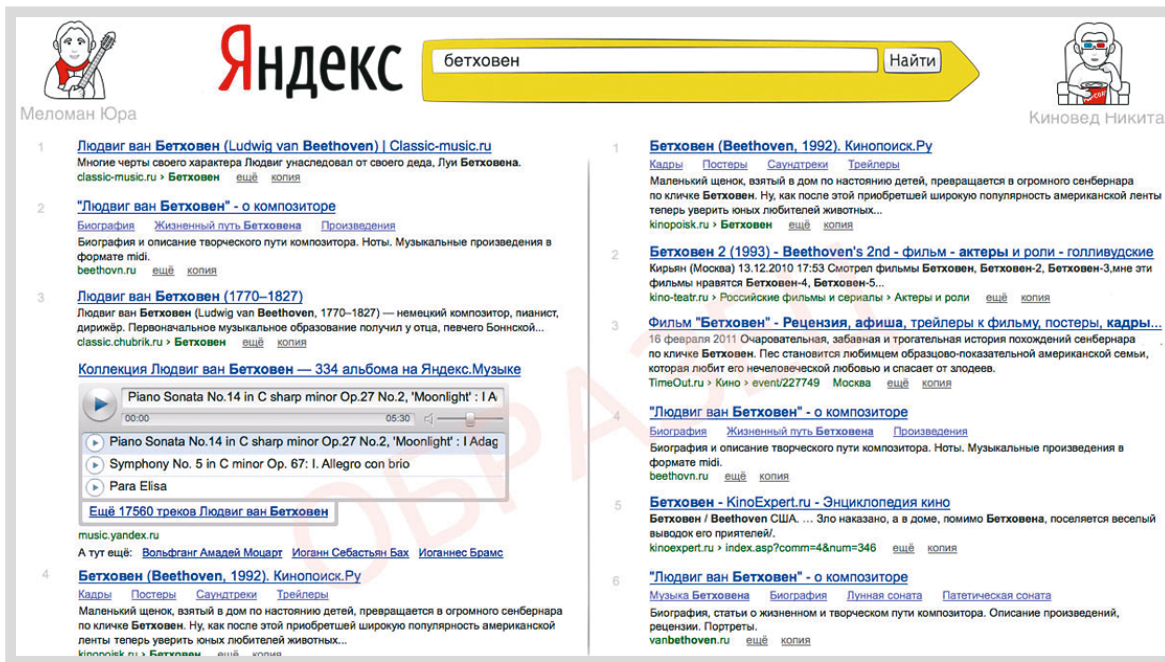 Яндекс
бетховен
Найти
Меломан Юра
Киновед Никита
1
Людвиг ван Бетховен (Ludwig van Beethoven) | Classic-music.ru
Многие черты своего характера Людвиг унаследовал от своего деда, Луи Бетховена.
classic-music.ru › Бетховен ещё копия
2
"Людвиг ван Бетховен" - о композиторе
Биография Жизненный путь Бетховена Произведения
Биография и описание творческого пути композитора. Ноты. Музыкальные произведения в
формате midi.
beethovn.ru ещё копия
3
Людвиг ван Бетховен (1770–1827)
Людвиг ван Бетховен (Ludwig van Beethoven, 1770–1827) — немецкий композитор, пианист,
дирижёр. Первоначальное музыкальное образование получил у отца, певчего Боннской...
classic.chubrik.ru › Бетховен ещё копия
Коллекция Людвиг ван Бетховен — 334 альбома на Яндекс.Музыке
Piano Sonata No.14 in C sharp minor Op.27 No.2, 'Moonlight' : I A
00:00 05:30
Piano Sonata No.14 in C sharp minor Op.27 No.2, 'Moonlight' : I Adag
Symphony No. 5 in C minor Op. 67: I. Allegro con brio
Para Elisa
Ещё 17560 треков Людвиг ван Бетховен
music.yandex.ru
А тут ещё: Вольфганг Амадей Моцарт Иоганн Себастьян Бах Иоганнес Брамс
4
Бетховен (Beethoven, 1992). Кинопоиск.Ру
Кадры Постеры Саундтреки Трейлеры
Маленький щенок, взятый в дом по настоянию детей, превращается в огромного сенбернара
по кличке Бетховен. Ну, как после этой приобретшей широкую популярность американской
ленты теперь уверить юных любителей животных...
kinopoisk.ru › Бетховен ещё копия
1
Бетховен (Beethoven, 1992). Кинопоиск.Ру
Кадры Постеры Саундтреки Трейлеры
Маленький щенок, взятый в дом по настоянию детей, превращается в огромного сенбернара
по кличке Бетховен. Ну, как после этой приобретшей широкую популярность американской ленты
теперь уверить юных любителей животных...
kinopoisk.ru › Бетховен ещё копия
2
Бетховен 2 (1993) - Beethoven's 2nd - фильм - актеры и роли - голливудские
Кирьян (Москва) 13.12.2010 17:53 Смотрел фильмы Бетховен, Бетховен-2, Бетховен-3,мне эти
фильмы нравятся Бетховен-4, Бетховен-5...
kino-teatr.ru › Российские фильмы и сериалы › Актеры и роли ещё копия
3
Фильм "Бетховен" - Рецензия, афиша, трейлеры к фильму, постеры, кадры...
16 февраля 2011 Очаровательная, забавная и трогательная история похождений сенбернара
по кличке Бетховен. Пес становится любимцем образцово-показательной американской семьи,
которая любит его нечеловеческой любовью и спасает от злодеев.
TimeOut.ru › Кино › event/227749 Москва ещё копия
4
"Людвиг ван Бетховен" - о композиторе
Биография Жизненный путь Бетховена Произведения
Биография и описание творческого пути композитора. Ноты. Музыкальные произведения в
формате midi.
beethovn.ru ещё копия
5
Бетховен - KinoExpert.ru - Энциклопедия кино
Бетховен / Beethoven США. … Зло наказано, а в доме, помимо Бетховена, поселяется веселый
выводок его приятелей/.
kinoexpert.ru › index.asp?comm=4&num=346 ещё копия
6
"Людвиг ван Бетховен" - о композиторе
Музыка Бетховена Биография Лунная соната Патетическая соната
Биография, статьи о жизненном и творческом пути композитора. Описание произведений,
рецензии. Портреты.
vanbethoven.ru ещё копия
ОБРАЗЕЦ